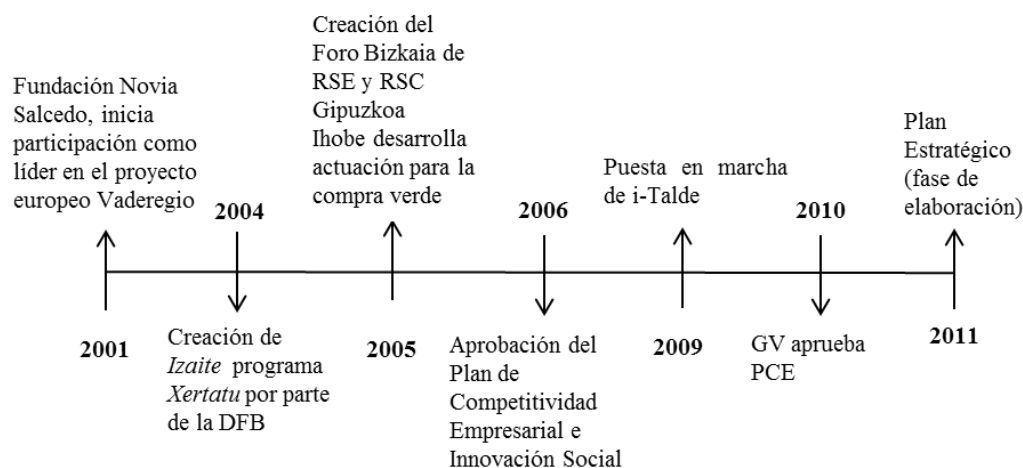 Fundación Novia
Salcedo, inicia
participación como
líder en el proyecto
europeo Vaderegio
2001
2004
Creación de
Izaite programa
Xertatu por parte
de la DFB
Creación del
Foro Bizkaia de
RSE y RSC
Gipuzkoa
Ihobe desarrolla
actuación para la
compra verde
2005
2006
Aprobación del
Plan de
Competitividad
Empresarial e
Innovación Social
Puesta en marcha
de i-Talde
2009
2010
GV aprueba
PCE
Plan
Estratégico
(fase de
elaboración)
2011